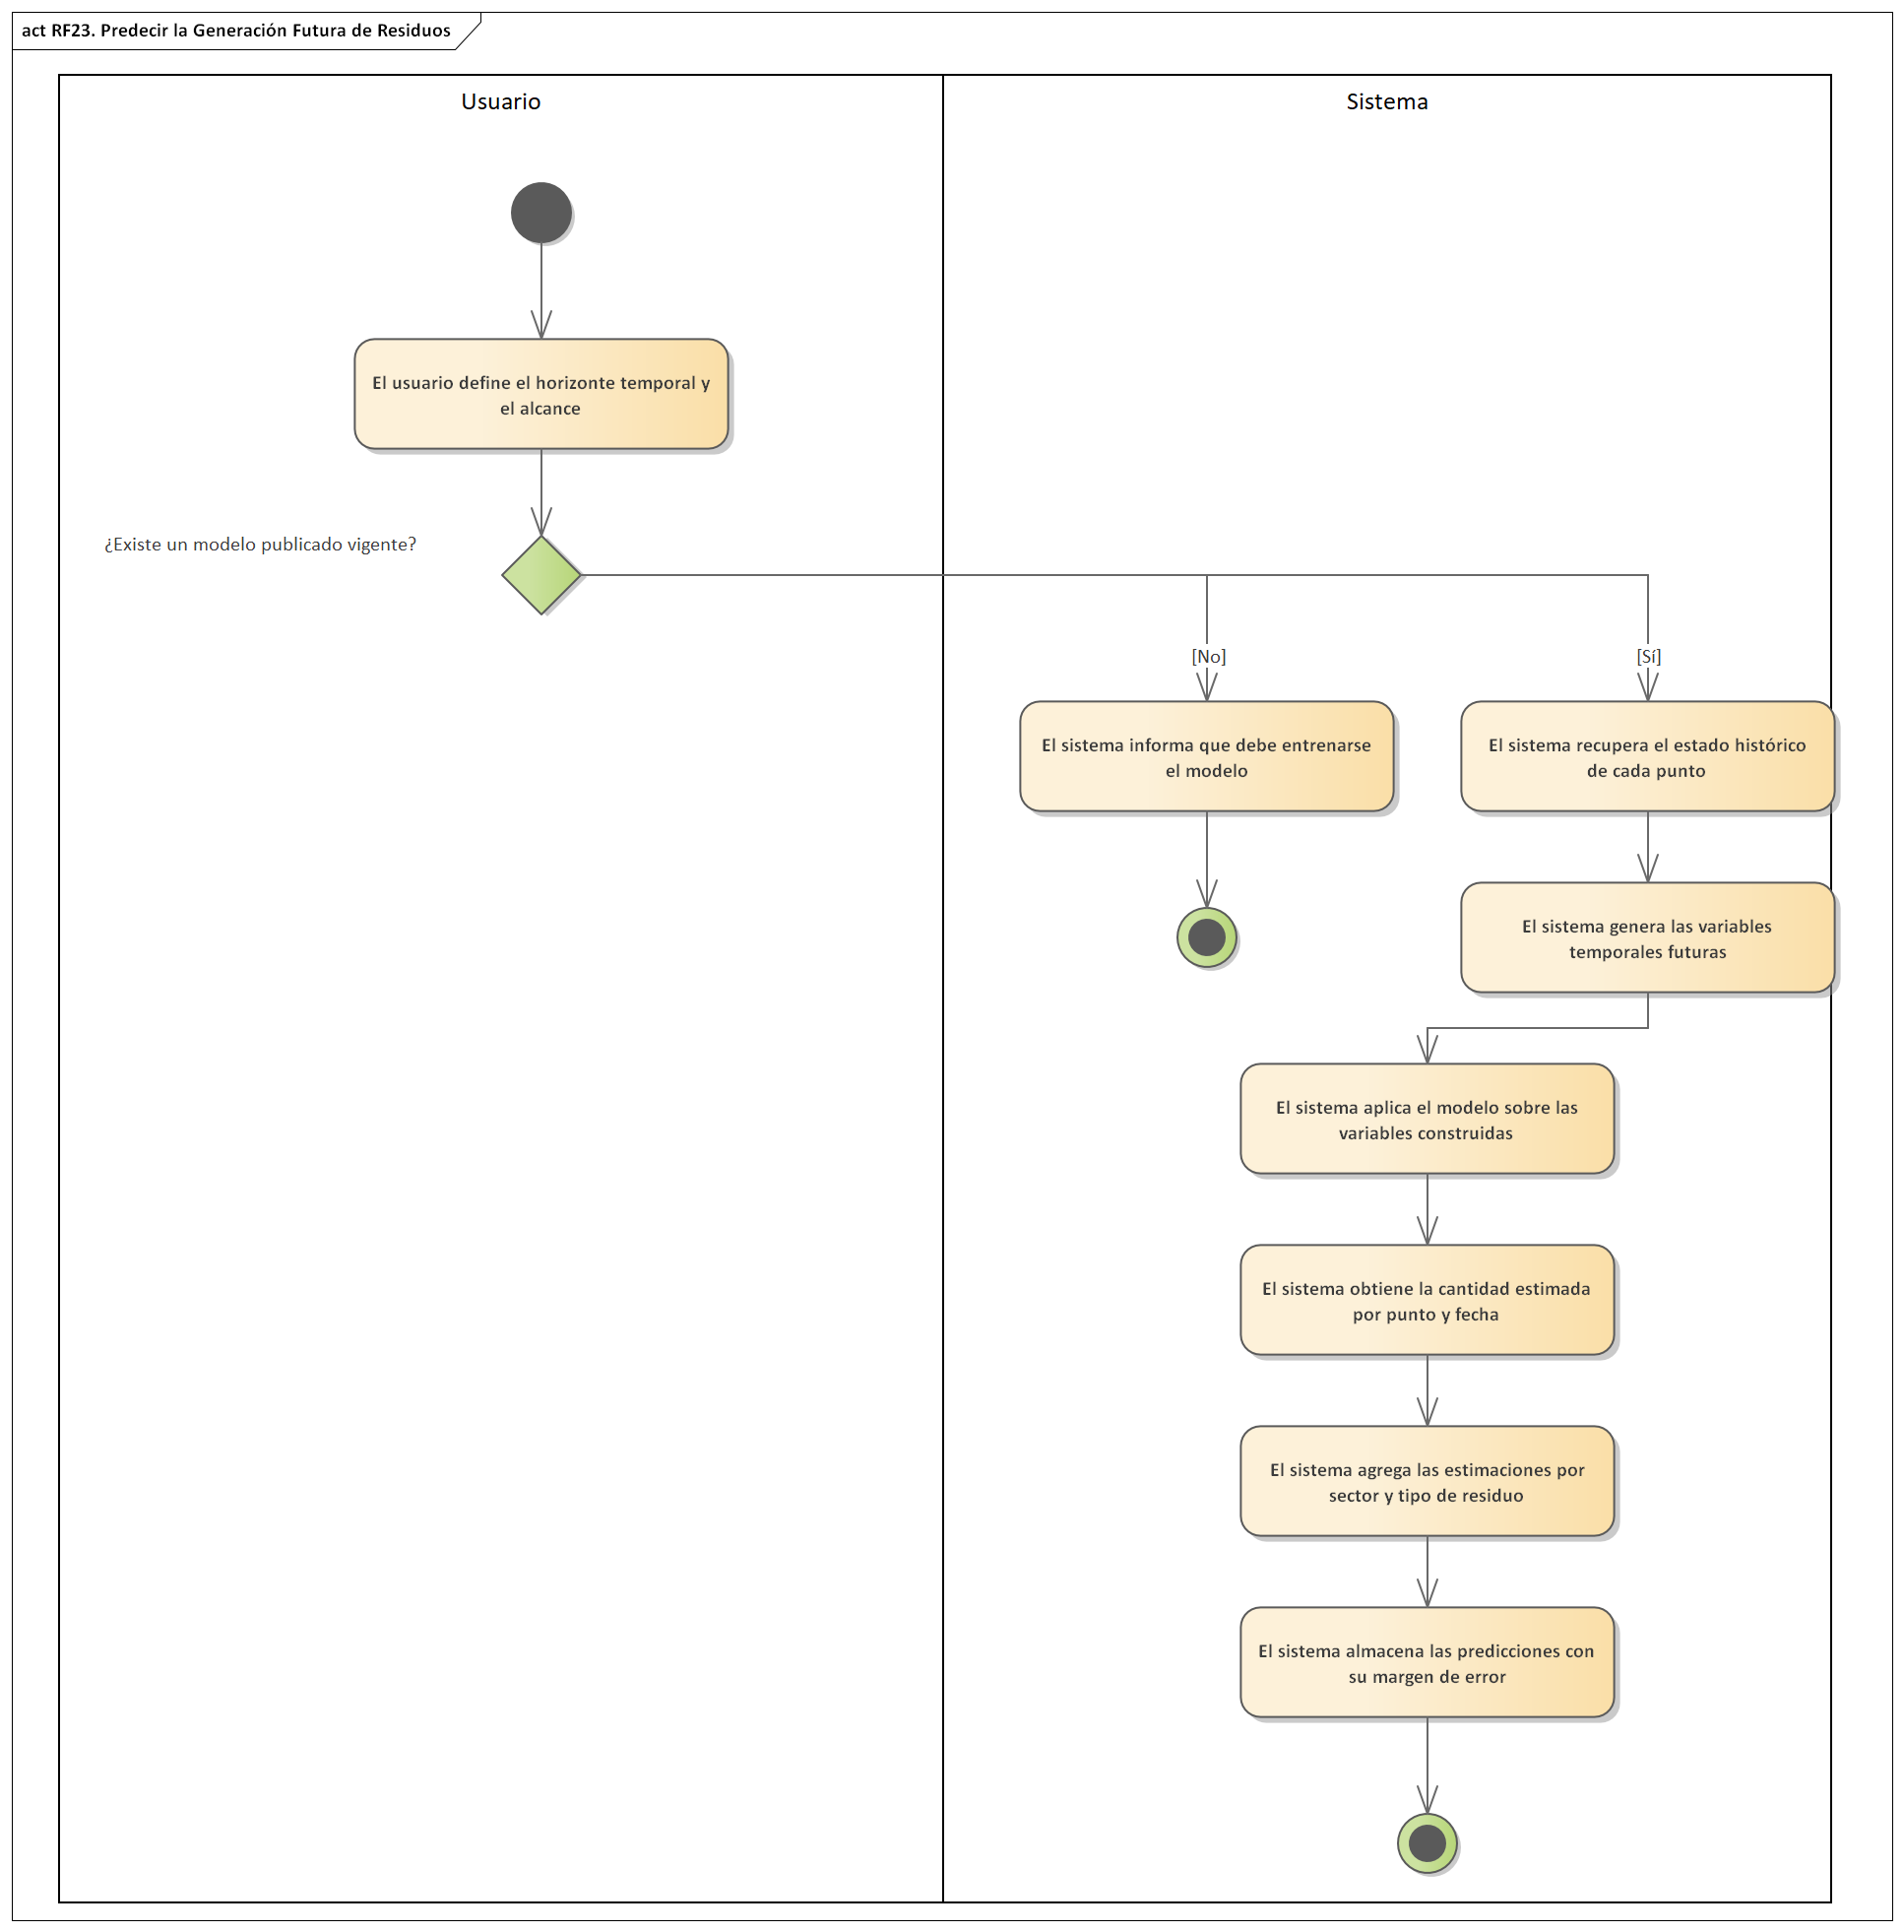 act RF23. Predecir la Generación Futura de Residuos
Usuario
Sistema
El usuario define el horizonte temporal y
el alcance
¿Existe un modelo publicado vigente?
[No]
[Sí]
El sistema informa que debe entrenarse
el modelo
El sistema recupera el estado histórico
de cada punto
El sistema genera las variables
temporales futuras
El sistema aplica el modelo sobre las
variables construidas
El sistema obtiene la cantidad estimada
por punto y fecha
El sistema agrega las estimaciones por
sector y tipo de residuo
El sistema almacena las predicciones con
su margen de error